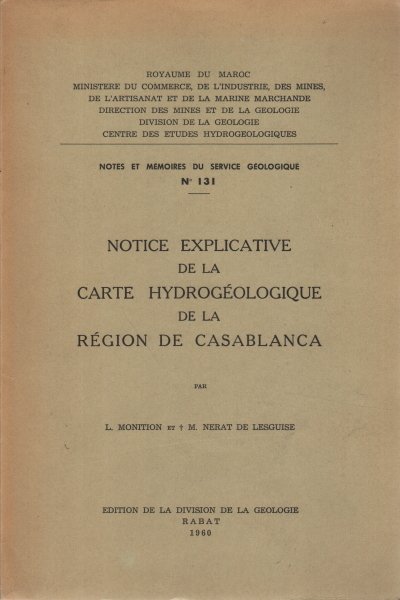 ROYAUME DU MAROC
MINISTERE DU COMMERCE, DE L'INDUSTRIE, DES MINES,
DE L'ARTISANAT ET DE LA MARINE MARCHANDE
DIRECTION DES MINES ET DE LA GEOLOGIE
DIVISION DE LA GEOLOGIE
CENTRE DES ETUDES HYDROGEOLOGIQUES
NOTES ET MÉMOIRES DU SERVICE GÉOLOGIQUE
N° 131
NOTICE EXPLICATIVE
DE LA
CARTE HYDROGÉOLOGIQUE
DE LA
RÉGION DE CASABLANCA
PAR
L. MONITION ET † M. NERAT DE LESGUISE
EDITION DE LA DIVISION DE LA GEOLOGIE
RABAT
1960